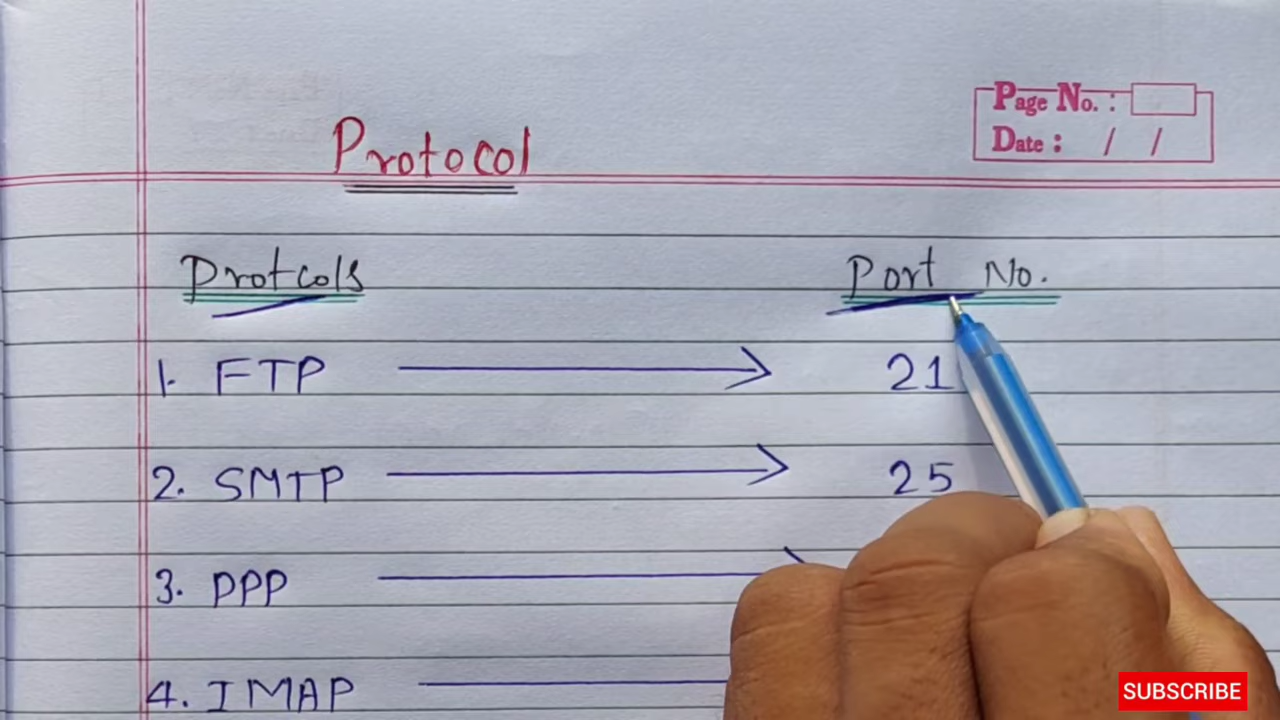 Page No. :
Date : / /
Protocol
Protcols Port No.
1. FTP → 21
2. SMTP → 25
3. PPP
4. IMAP
SUBSCRIBE